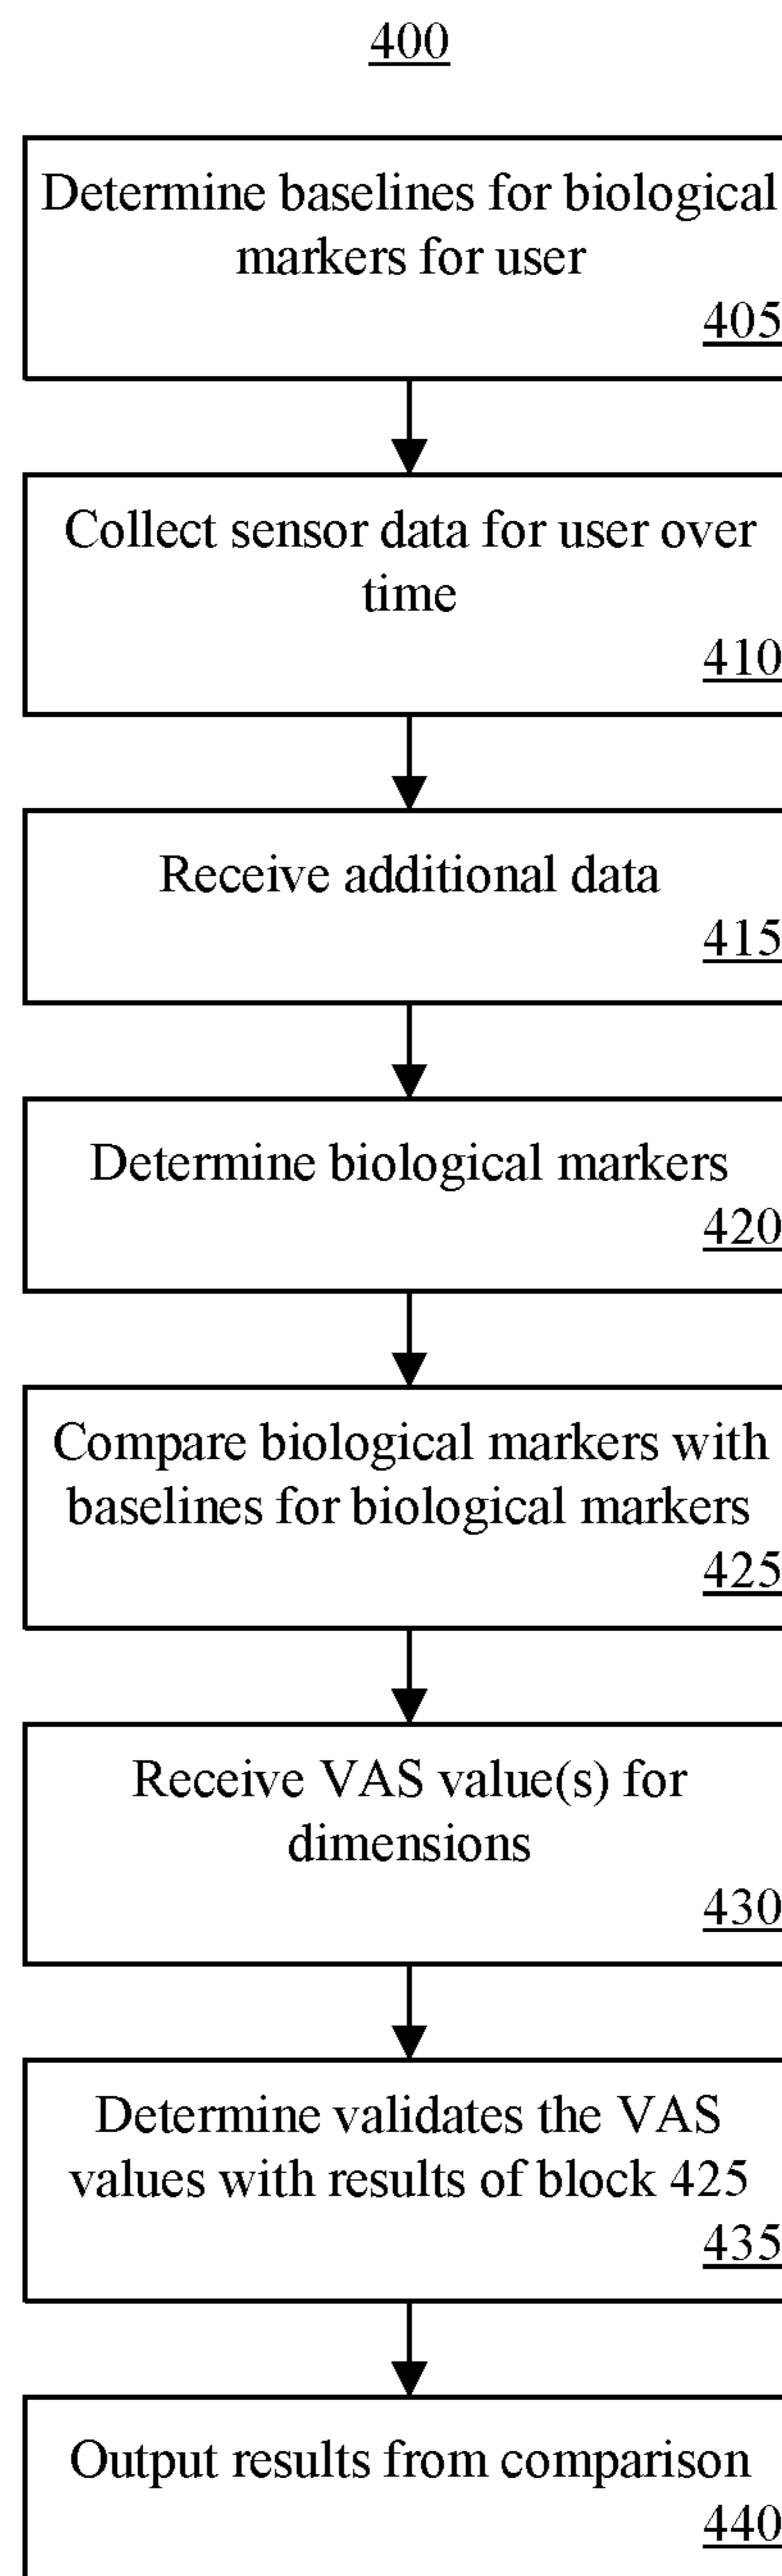 400
Determine baselines for biological
markers for user
405
Collect sensor data for user over
time
410
Receive additional data
415
Determine biological markers
420
Compare biological markers with
baselines for biological markers
425
Receive VAS value(s) for
dimensions
430
Determine validates the VAS
values with results of block 425
435
Output results from comparison
440